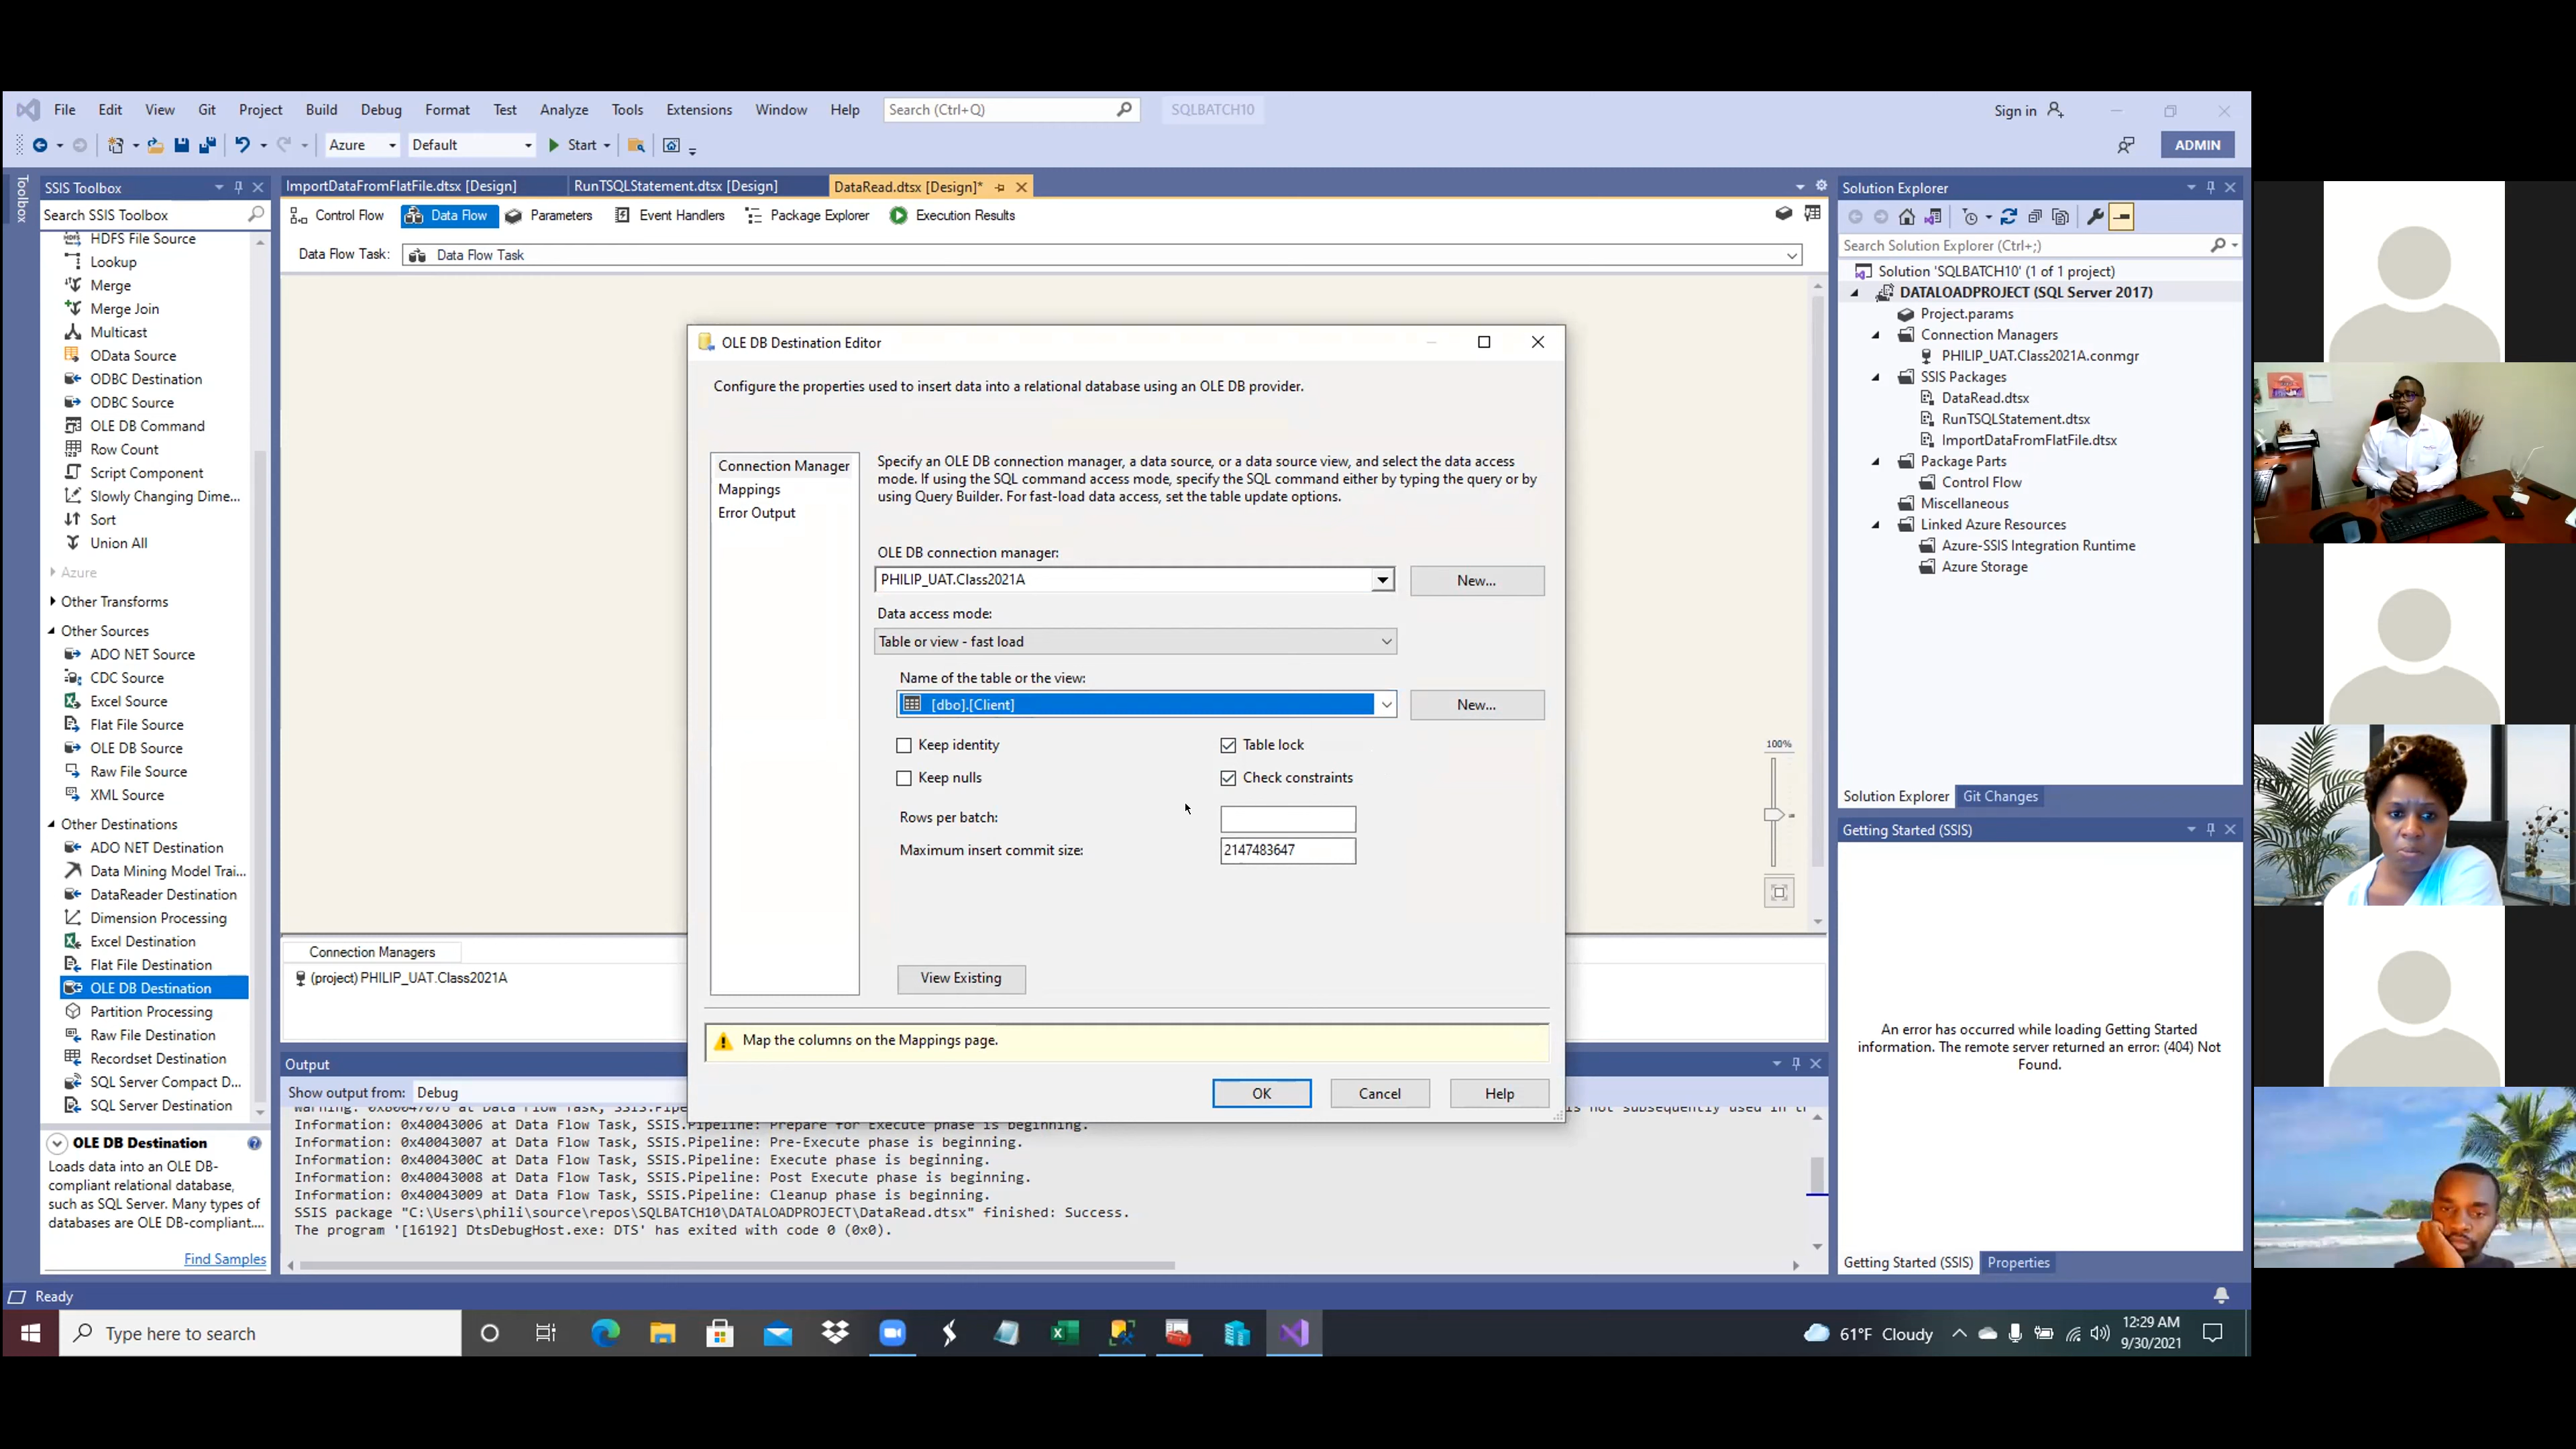 File Edit View Git Project Build Debug Format Test Analyze Tools Extensions Window Help Search (Ctrl+Q) SQLBATCH10 Sign in
Azure Default Start ADMIN
Toolbox
SSIS Toolbox
Search SSIS Toolbox
HDFS File Source
Lookup
Merge
Merge Join
Multicast
OData Source
ODBC Destination
ODBC Source
OLE DB Command
Row Count
Script Component
Slowly Changing Dime...
Sort
Union All
Azure
Other Transforms
Other Sources
ADO NET Source
CDC Source
Excel Source
Flat File Source
OLE DB Source
Raw File Source
XML Source
Other Destinations
ADO NET Destination
Data Mining Model Trai...
DataReader Destination
Dimension Processing
Excel Destination
Flat File Destination
OLE DB Destination
Partition Processing
Raw File Destination
Recordset Destination
SQL Server Compact D...
SQL Server Destination
OLE DB Destination
Loads data into an OLE DB-
compliant relational database,
such as SQL Server. Many types of
databases are OLE DB-compliant....
Find Samples
ImportDataFromFlatFile.dtsx [Design] RunTSQLStatement.dtsx [Design] DataRead.dtsx [Design]*
Control Flow Data Flow Parameters Event Handlers Package Explorer Execution Results
Data Flow Task: Data Flow Task
OLE DB Destination Editor
Configure the properties used to insert data into a relational database using an OLE DB provider.
Connection Manager
Mappings
Error Output
Specify an OLE DB connection manager, a data source, or a data source view, and select the data access
mode. If using the SQL command access mode, specify the SQL command either by typing the query or by
using Query Builder. For fast-load data access, set the table update options.
OLE DB connection manager:
PHILIP_UAT.Class2021A New...
Data access mode:
Table or view - fast load
Name of the table or the view:
[dbo].[Client] New...
Keep identity Table lock
Keep nulls Check constraints
Rows per batch:
Maximum insert commit size: 2147483647
View Existing
Map the columns on the Mappings page.
OK Cancel Help
100%
Connection Managers
(project) PHILIP_UAT.Class2021A
Output
Show output from: Debug
Warning: 0x80047076 at Data Flow Task, SSIS.Pipe is not subsequently used in t
Information: 0x40043006 at Data Flow Task, SSIS.Pipeline: Prepare for Execute phase is beginning.
Information: 0x40043007 at Data Flow Task, SSIS.Pipeline: Pre-Execute phase is beginning.
Information: 0x4004300C at Data Flow Task, SSIS.Pipeline: Execute phase is beginning.
Information: 0x40043008 at Data Flow Task, SSIS.Pipeline: Post Execute phase is beginning.
Information: 0x40043009 at Data Flow Task, SSIS.Pipeline: Cleanup phase is beginning.
SSIS package "C:\Users\phili\source\repos\SQLBATCH10\DATALOADPROJECT\DataRead.dtsx" finished: Success.
The program '[16192] DtsDebugHost.exe: DTS' has exited with code 0 (0x0).
Solution Explorer
Search Solution Explorer (Ctrl+;)
Solution 'SQLBATCH10' (1 of 1 project)
DATALOADPROJECT (SQL Server 2017)
Project.params
Connection Managers
PHILIP_UAT.Class2021A.conmgr
SSIS Packages
DataRead.dtsx
RunTSQLStatement.dtsx
ImportDataFromFlatFile.dtsx
Package Parts
Control Flow
Miscellaneous
Linked Azure Resources
Azure-SSIS Integration Runtime
Azure Storage
Solution Explorer Git Changes
Getting Started (SSIS)
An error has occurred while loading Getting Started
information. The remote server returned an error: (404) Not
Found.
Getting Started (SSIS) Properties
Ready
Type here to search
61°F Cloudy
12:29 AM
9/30/2021